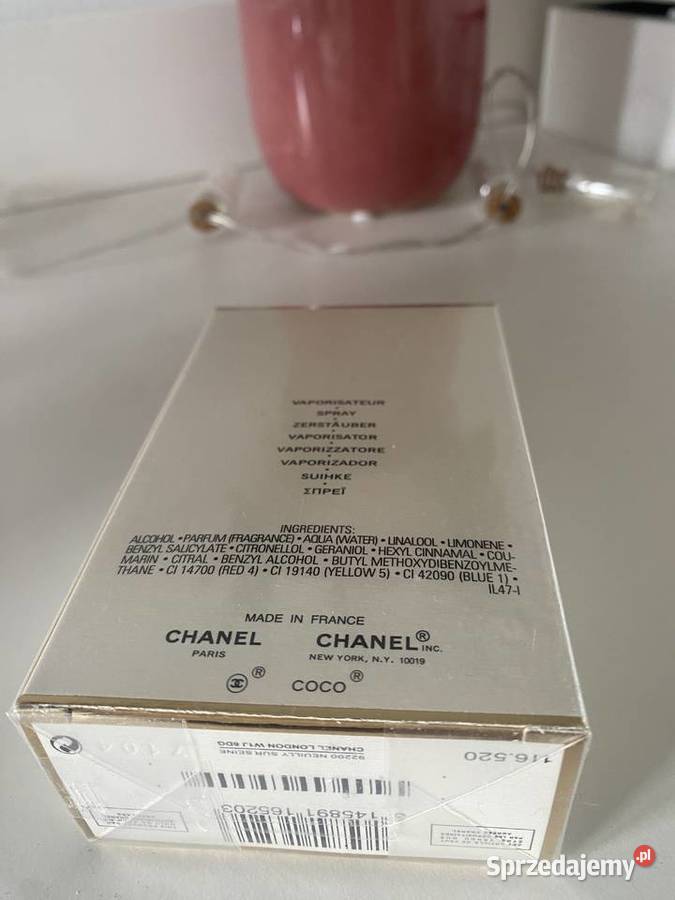 VAPORISATEUR
•
SPRAY
•
ZERSTÄUBER
•
VAPORISATOR
•
VAPORIZZATORE
•
VAPORIZADOR
•
SUIHKE
•
ΣΠΡΕΪ
INGREDIENTS:
ALCOHOL • PARFUM (FRAGRANCE) • AQUA (WATER) • LINALOOL • LIMONENE •
BENZYL SALICYLATE • CITRONELLOL • GERANIOL • HEXYL CINNAMAL • COU-
MARIN • CITRAL • BENZYL ALCOHOL • BUTYL METHOXYDIBENZOYLME-
THANE • CI 14700 (RED 4) • CI 19140 (YELLOW 5) • CI 42090 (BLUE 1) •
IL47-I
MADE IN FRANCE
CHANEL CHANEL® INC.
PARIS NEW YORK, N.Y. 10019
® COCO®
116.520
CHANEL LONDON W1J 6DG
92200 NEUILLY SUR SEINE
3 145891 165203
Sprzedajemy.pl